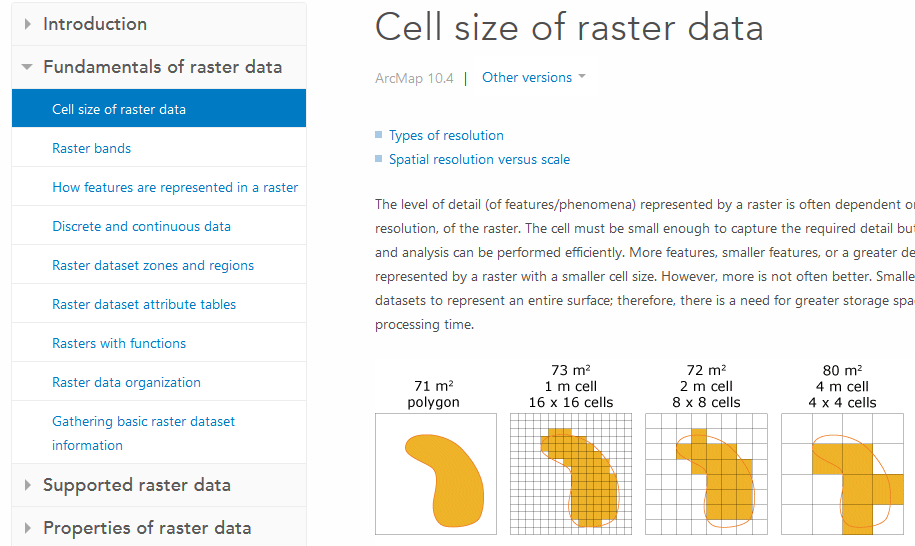 Introduction
Fundamentals of raster data
Cell size of raster data
Raster bands
How features are represented in a raster
Discrete and continuous data
Raster dataset zones and regions
Raster dataset attribute tables
Rasters with functions
Raster data organization
Gathering basic raster dataset
information
Supported raster data
Properties of raster data
Cell size of raster data
ArcMap 10.4 | Other versions
Types of resolution
Spatial resolution versus scale
The level of detail (of features/phenomena) represented by a raster is often dependent
resolution, of the raster. The cell must be small enough to capture the required detail
and analysis can be performed efficiently. More features, smaller features, or a greater
represented by a raster with a smaller cell size. However, more is not often better.
datasets to represent an entire surface; therefore, there is a need for greater storage
processing time.
71 m²
polygon
73 m²
1 m cell
16 x 16 cells
72 m²
2 m cell
8 x 8 cells
80 m²
4 m cell
4 x 4 cells